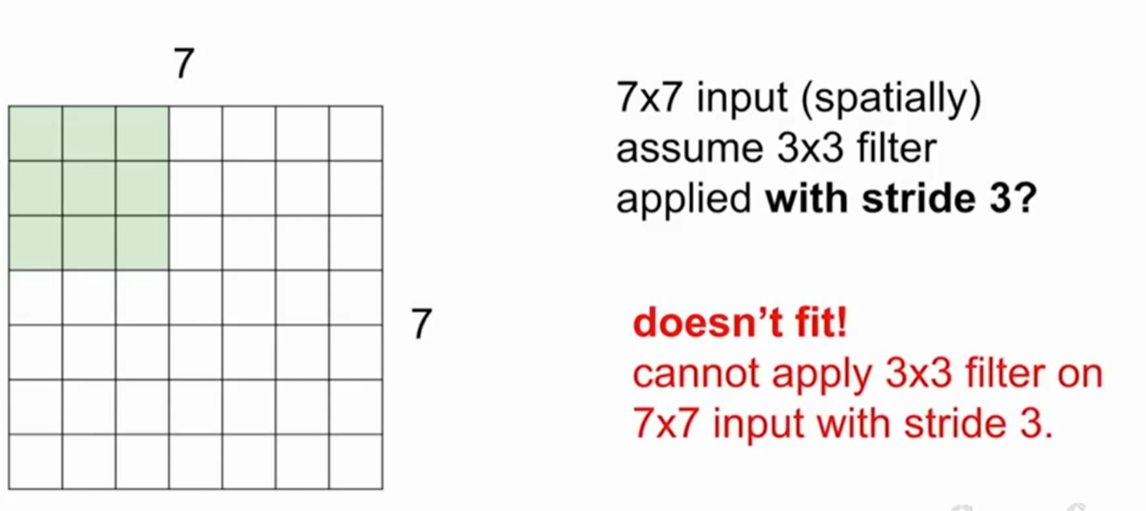 7
7x7 input (spatially)
assume 3x3 filter
applied with stride 3?
7
doesn't fit!
cannot apply 3x3 filter on
7x7 input with stride 3.